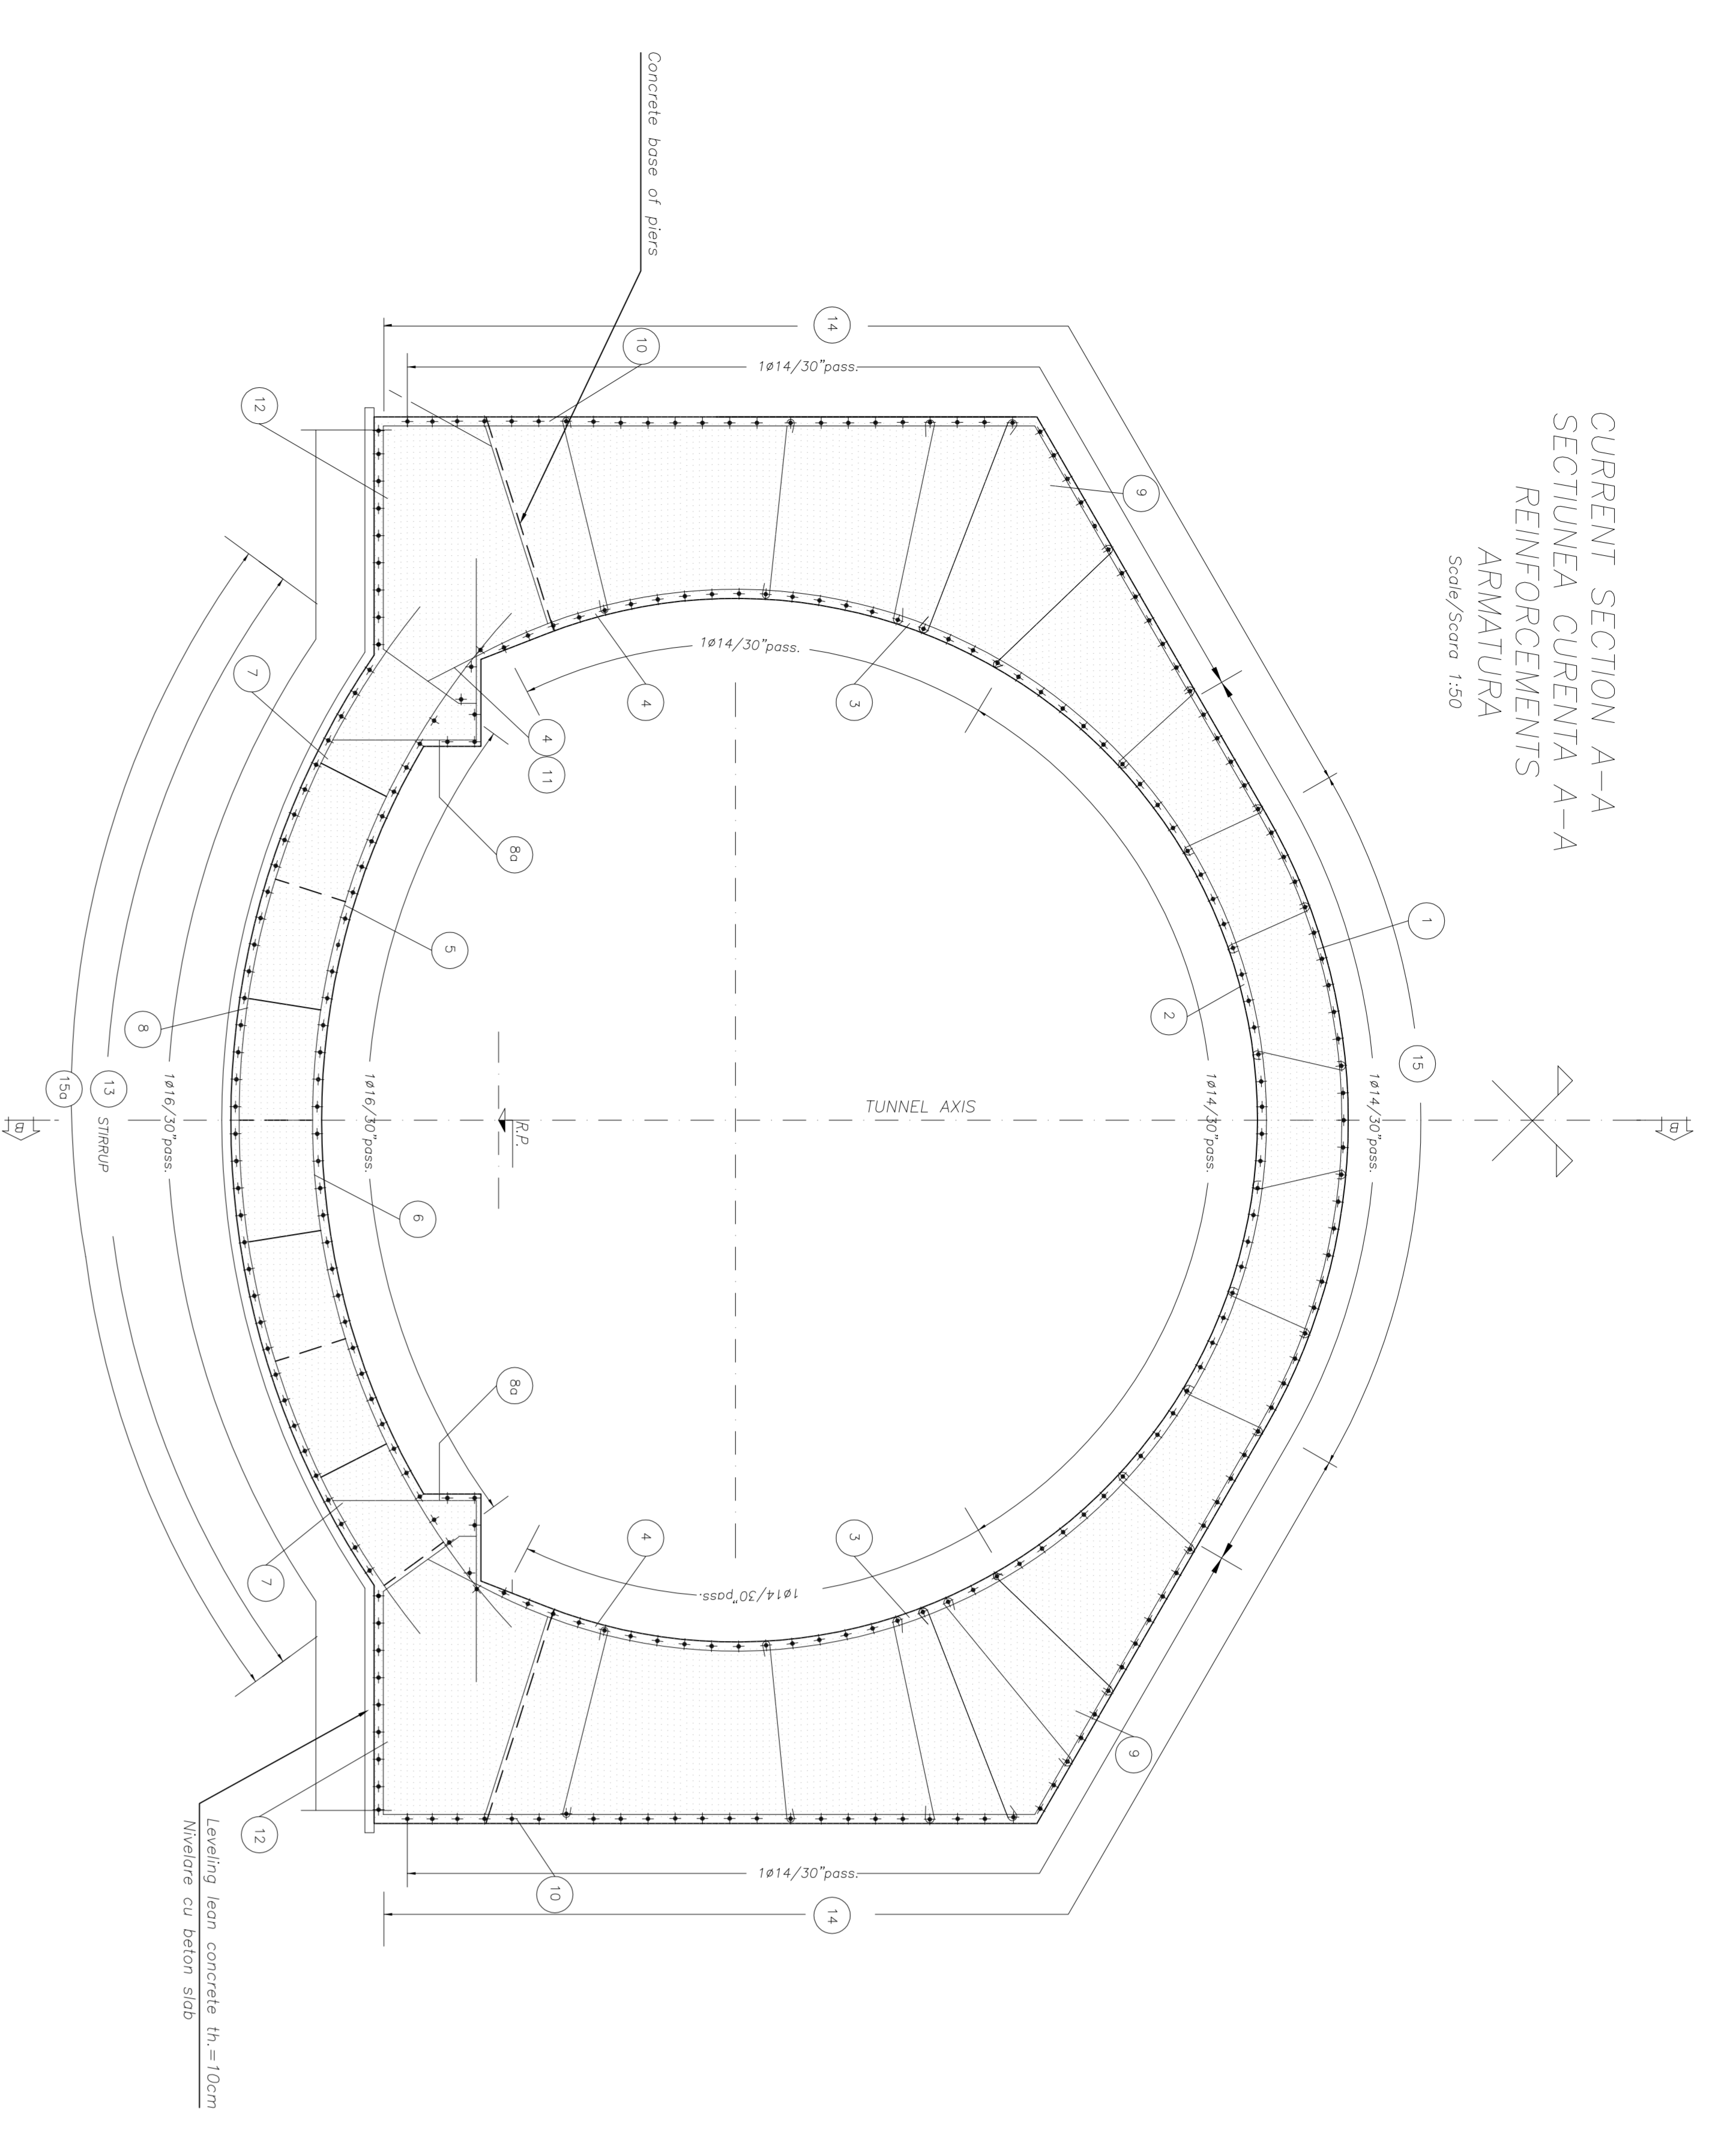 CURRENT SECTION A-A
SECTIUNEA CURENTA A-A
REINFORCEMENTS
ARMATURA
Scale/Scara 1:50
B
15
1ø14/30"pass.
1
1ø14/30"pass.
2
TUNNEL AXIS
9
9
14
1ø14/30"pass.
14
1ø14/30"pass.
3
3
1ø14/30"pass.
1ø14/30"pass.
4
4
10
10
Concrete base of piers
4
11
R.P.
8a
8a
5
6
1ø16/30"pass.
7
7
12
12
8
1ø16/30"pass.
13
STIRRUP
15a
B
Leveling lean concrete th.=10cm
Nivelare cu beton slab